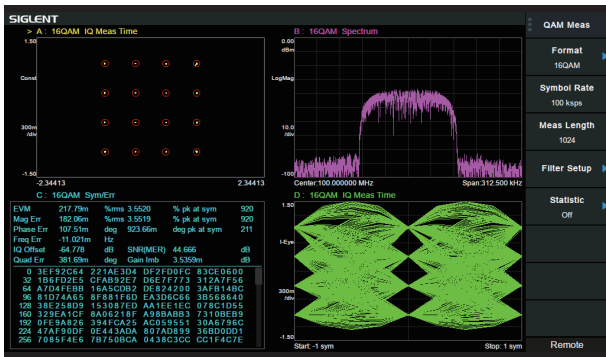 SIGLENT
> A : 16QAM IQ Meas Time
1.50
Const
300m
/div
-1.50
-2.34413
2.34413
B : 16QAM Spectrum
0.00
dBm
LogMag
10.0
/div
-100
Center:100.000000 kHz
Span:312.500 kHz
C : 16QAM Sym/Err
EVM 217.79m %rms 3.5520 % pk at sym 920
Mag Err 182.06m %rms 3.5519 % pk at sym 920
Phase Err 107.51m deg 923.66m deg pk at sym 211
Freq Err -11.021m Hz
IQ Offset -64.778 dB SNR(MER) 44.666 dB
Quad Err 381.69m deg Gain Imb 3.5359m dB
0 3EF92C64 221AE3D4 DF2FD0FC 83CE0600
32 1B6FD2E5 CFAB92E7 D6E7F773 312A7F56
64 A7D4FEBB 16A5CDB2 DE824200 3AFB14BC
96 81D74A65 8F881F6D EA3D6C66 3B568640
128 38E258D9 153087ED AA1EE1EC 078C1D55
160 329EA1CF 8A06218F A98BABB3 7310BEB9
192 0FE9A826 394FCA25 AC059551 30A6796C
224 47AF90DF 0E443ADA 807AD899 36BD0DD1
256 7085F4E6 7B750BCA 0438C3CC CC1F4C7E
D : 16QAM IQ Meas Time
1.50
I-Eye
300m
/div
-1.50
Start: -1 sym
Stop: 1 sym
QAM Meas
Format
16QAM
Symbol Rate
100 ksps
Meas Length
1024
Filter Setup
Statistic
Off
Remote